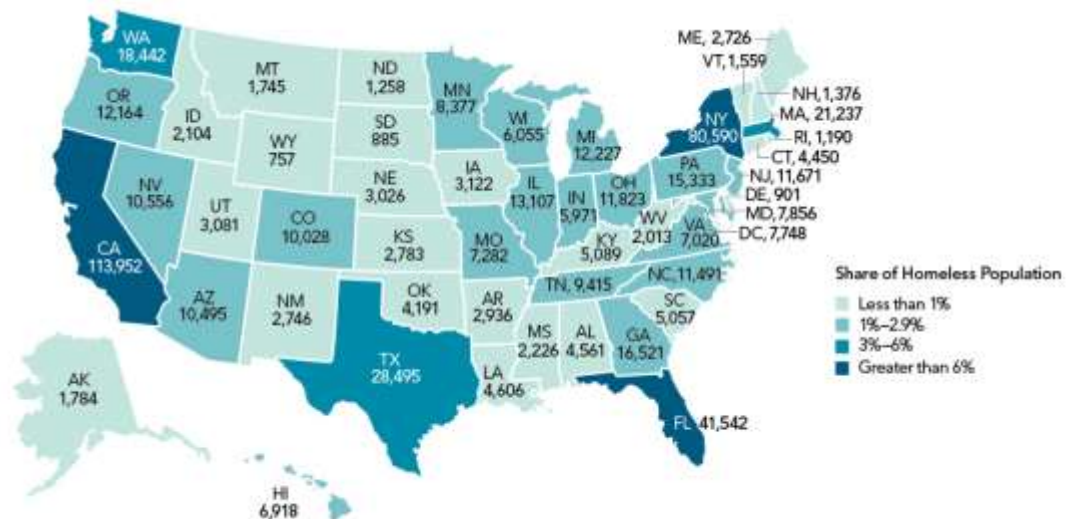 WA
18,442
OR
12,164
CA
113,952
NV
10,556
ID
2,104
MT
1,745
WY
757
UT
3,081
AZ
10,495
CO
10,028
NM
2,746
ND
1,258
SD
885
NE
3,026
KS
2,783
OK
4,191
TX
28,495
MN
8,377
IA
3,122
MO
7,282
AR
2,936
LA
4,606
WI
6,055
IL
13,107
MI
12,227
IN
5,971
OH
11,823
KY
5,089
TN, 9,415
MS
2,226
AL
4,561
GA
16,521
FL 41,542
SC
5,057
NC, 11,491
VA
7,020
WV
2,013
PA
15,333
NY
80,590
ME, 2,726
VT, 1,559
NH, 1,376
MA, 21,237
RI, 1,190
CT, 4,450
NJ, 11,671
DE, 901
MD, 7,856
DC, 7,748
AK
1,784
HI
6,918
Share of Homeless Population
Less than 1%
1%–2.9%
3%–6%
Greater than 6%